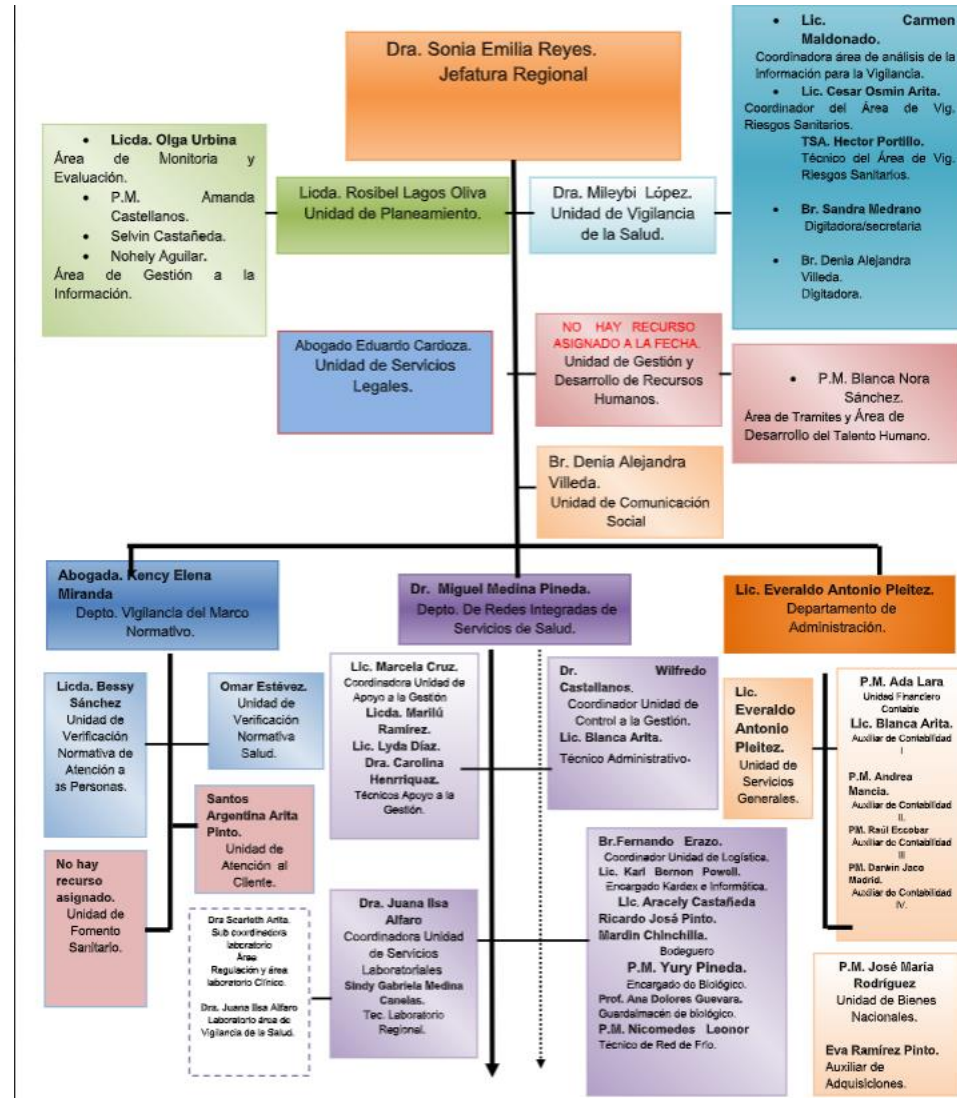 Dra. Sonia Emilia Reyes.
Jefatura Regional
• Lic. Carmen
Maldonado.
Coordinadora área de análisis de la
Información para la Vigilancia.
• Lic. Cesar Osmin Arita.
Coordinador del Área de Vig.
Riesgos Sanitarios.
TSA. Hector Portillo.
Técnico del Área de Vig.
Riesgos Sanitarios.
• Br. Sandra Medrano
Digitadora/secretaria
• Br. Denia Alejandra
Villeda.
Digitadora.
• Licda. Olga Urbina
Área de Monitoria y
Evaluación.
• P.M. Amanda
Castellanos.
• Selvin Castañeda.
• Nohely Aguilar.
Área de Gestión a la
Información.
Licda. Rosibel Lagos Oliva
Unidad de Planeamiento.
Dra. Mileybi López.
Unidad de Vigilancia
de la Salud.
Abogado Eduardo Cardoza.
Unidad de Servicios
Legales.
NO HAY RECURSO
ASIGNADO A LA FECHA.
Unidad de Gestión y
Desarrollo de Recursos
Humanos.
• P.M. Blanca Nora
Sánchez.
Área de Tramites y Área de
Desarrollo del Talento Humano.
Br. Denia Alejandra
Villeda.
Unidad de Comunicación
Social
Abogada. Kency Elena
Miranda
Depto. Vigilancia del Marco
Normativo.
Dr. Miguel Medina Pineda.
Depto. De Redes Integradas de
Servicios de Salud.
Lic. Everaldo Antonio Pleitez.
Departamento de
Administración.
Licda. Bessy
Sánchez
Unidad de
Verificación
Normativa de
Atención a
as Personas.
Omar Estévez.
Unidad de
Verificación
Normativa
Salud.
Santos
Argentina Arita
Pinto.
Unidad de
Atención al
Cliente.
No hay
recurso
asignado.
Unidad de
Fomento
Sanitario.
Lic. Marcela Cruz.
Coordinadora Unidad de
Apoyo a la Gestión
Licda. Marilú
Ramírez.
Lic. Lyda Díaz.
Dra. Carolina
Henrriquez.
Técnicos Apoyo a la
Gestión.
Dr. Wilfredo
Castellanos.
Coordinador Unidad de
Control a la Gestión.
Lic. Blanca Arita.
Técnico Administrativo-
Lic.
Everaldo
Antonio
Pleitez.
Unidad de
Servicios
Generales.
P.M. Ada Lara
Unidad Financiero
Contable
Lic. Blanca Arita.
Auxiliar de Contabilidad
I
P.M. Andrea
Mancia.
Auxiliar de Contabilidad
II.
PM. Raúl Escobar
Auxiliar de Contabilidad
III
PM. Darwin Jaco
Madrid.
Auxiliar de Contabilidad
IV.
Dra Scarleth Arita.
Sub coordinadora
laboratorio
Área
Regulación y área
laboratorio Clínico.
Dra. Juana Ilsa Alfaro
Laboratorio área de
Vigilancia de la Salud.
Dra. Juana Ilsa
Alfaro
Coordinadora Unidad
de Servicios
Laboratoriales
Sindy Gabriela Medina
Canelas.
Tec. Laboratorio
Regional.
Br.Fernando Erazo.
Coordinador Unidad de Logística.
Lic. Karl Bernon Powell.
Encargado Kardex e Informática.
Lic. Aracely Castañeda
Ricardo José Pinto.
Mardin Chinchilla.
Bodeguero
P.M. Yury Pineda.
Encargado de Biológico.
Prof. Ana Dolores Guevara.
Guardalmacén de biológico.
P.M. Nicomedes Leonor
Técnico de Red de Frío.
P.M. José María
Rodríguez
Unidad de Bienes
Nacionales.
Eva Ramírez Pinto.
Auxiliar de
Adquisiciones.